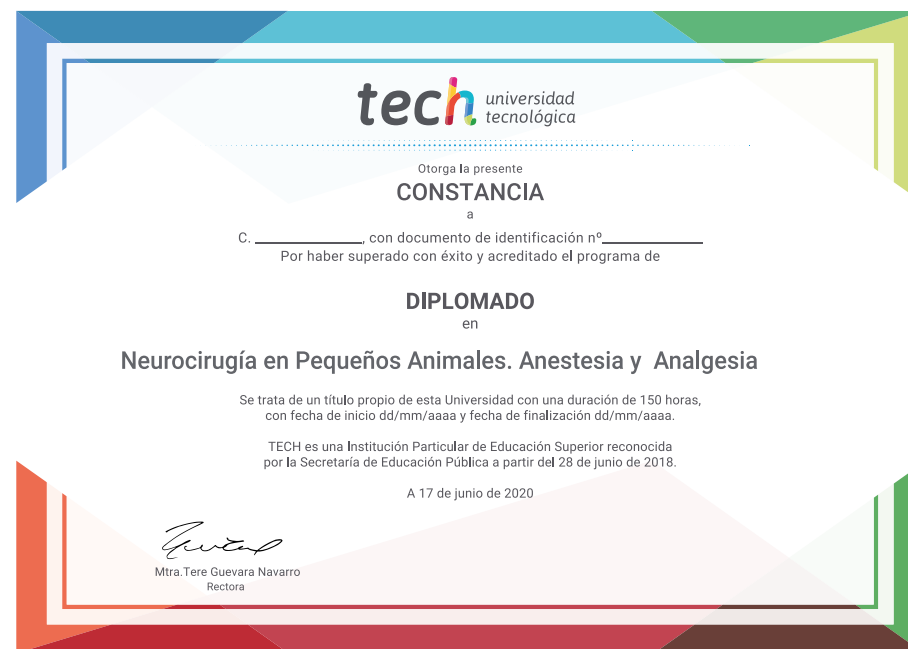 tech universidad
tecnológica
Otorga la presente
CONSTANCIA
a
C. ______________, con documento de identificación nº_____________
Por haber superado con éxito y acreditado el programa de
DIPLOMADO
en
Neurocirugía en Pequeños Animales. Anestesia y Analgesia
Se trata de un título propio de esta Universidad con una duración de 150 horas,
con fecha de inicio dd/mm/aaaa y fecha de finalización dd/mm/aaaa.
TECH es una Institución Particular de Educación Superior reconocida
por la Secretaría de Educación Pública a partir del 28 de junio de 2018.
A 17 de junio de 2020
Mtra.Tere Guevara Navarro
Rectora